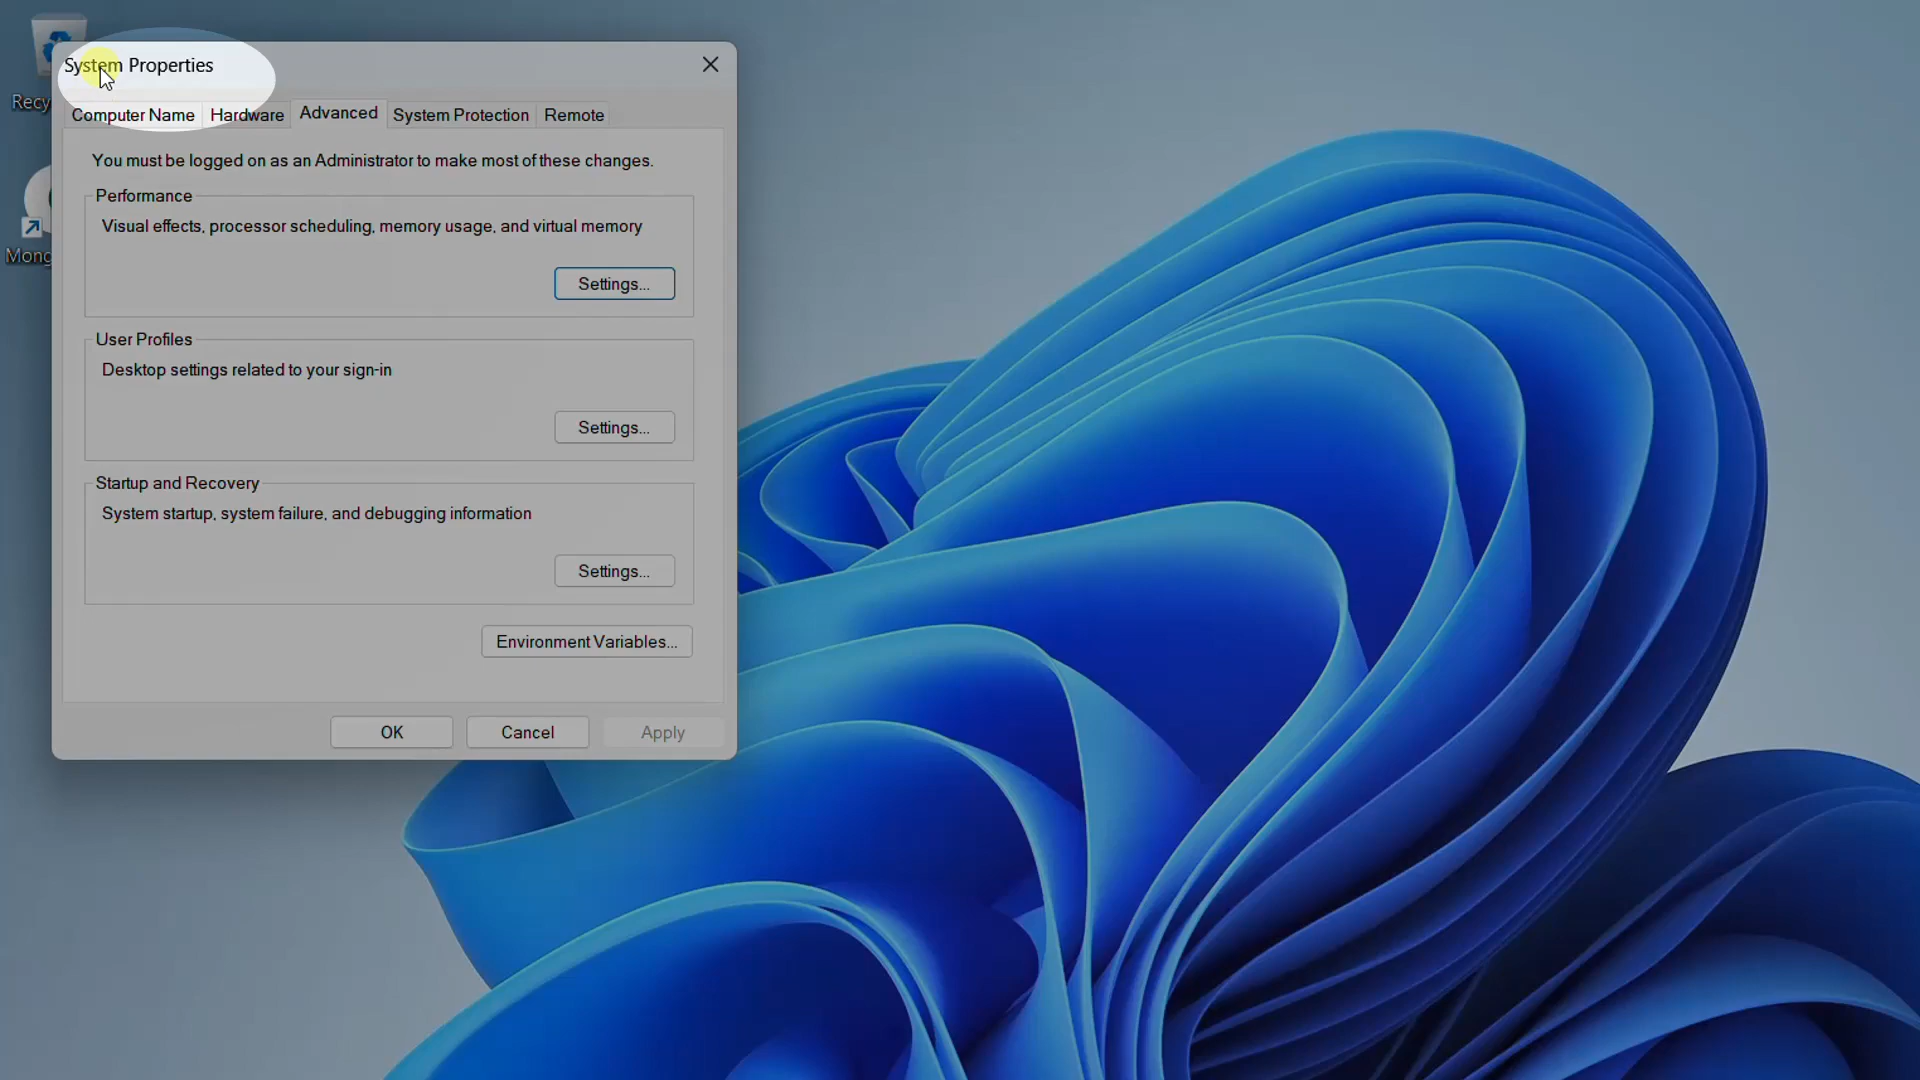 System Properties
Computer Name
Hardware
Advanced
System Protection
Remote
You must be logged on as an Administrator to make most of these changes.
Performance
Visual effects, processor scheduling, memory usage, and virtual memory
Settings...
User Profiles
Desktop settings related to your sign-in
Settings...
Startup and Recovery
System startup, system failure, and debugging information
Settings...
Environment Variables...
OK
Cancel
Apply
Recy
Mong